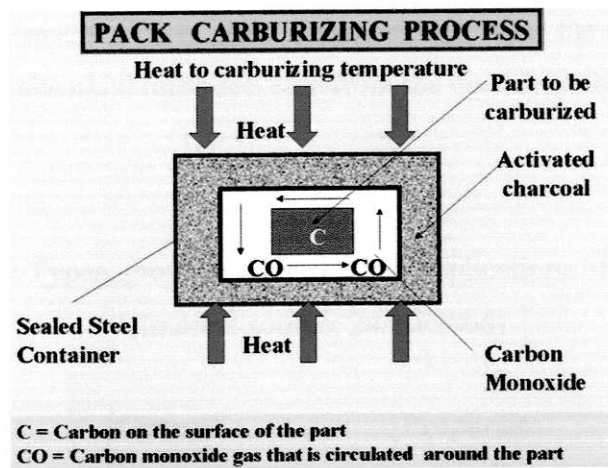 PACK CARBURIZING PROCESS
Heat to carburizing temperature
Heat
Part to be
carburized
Activated
charcoal
C
CO
CO
Sealed Steel
Container
Heat
Carbon
Monoxide
C = Carbon on the surface of the part
CO = Carbon monoxide gas that is circulated around the part